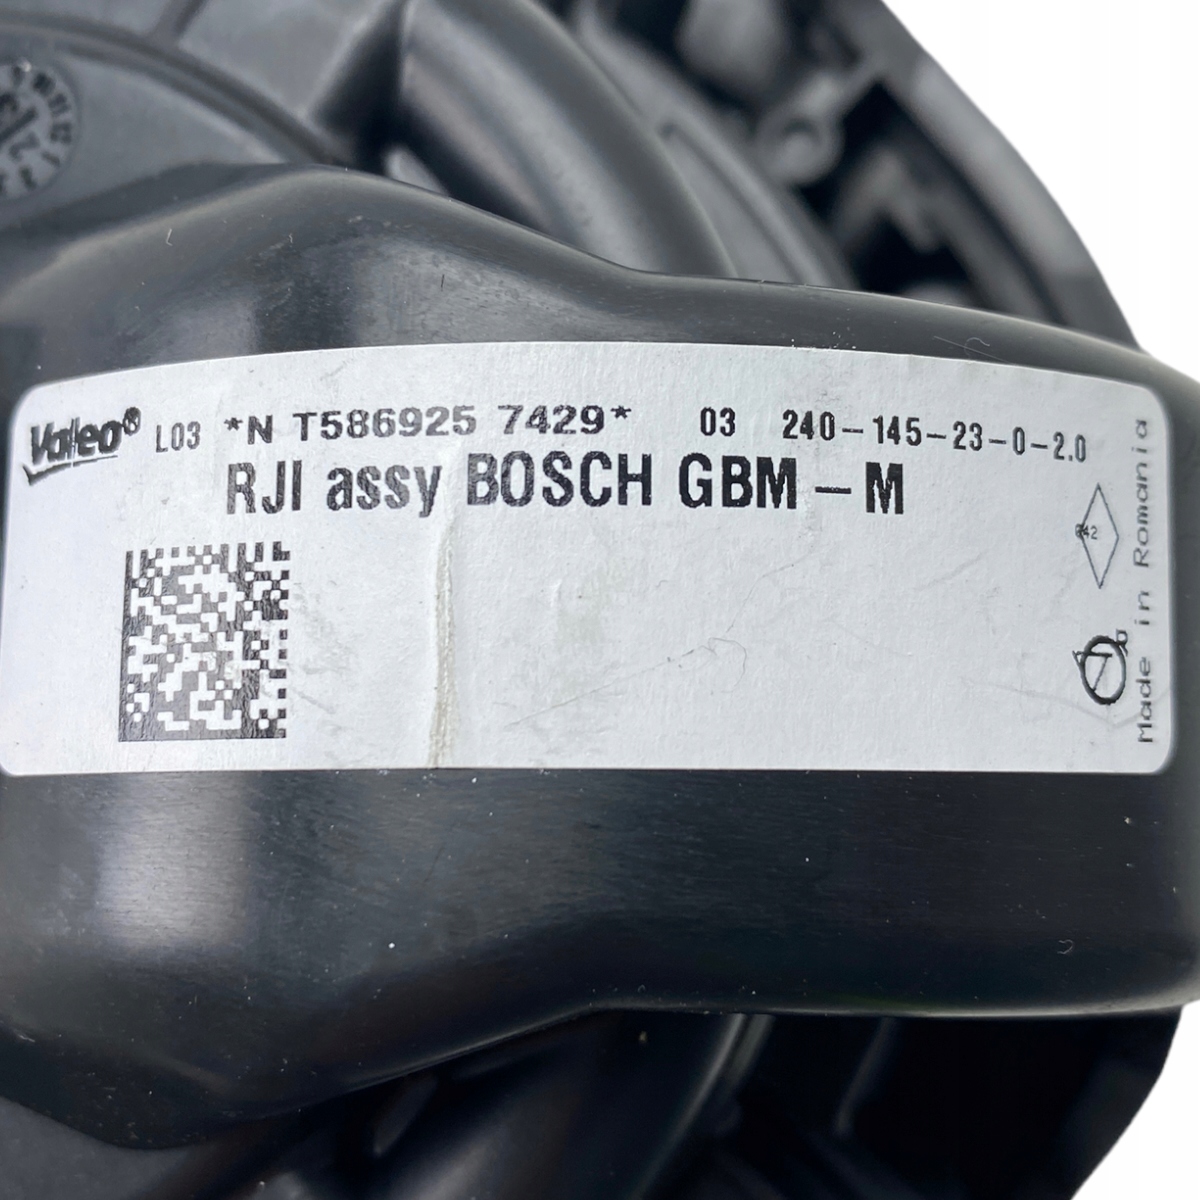 Valeo® L03 *N T586925 7429* 03 240-145-23-0-2.0
RJI assy BOSCH GBM - M
Made in Romania